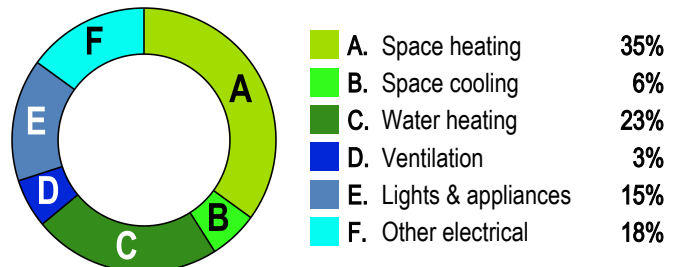 A
B
C
D
E
F
A. Space heating 35%
B. Space cooling 6%
C. Water heating 23%
D. Ventilation 3%
E. Lights & appliances 15%
F. Other electrical 18%